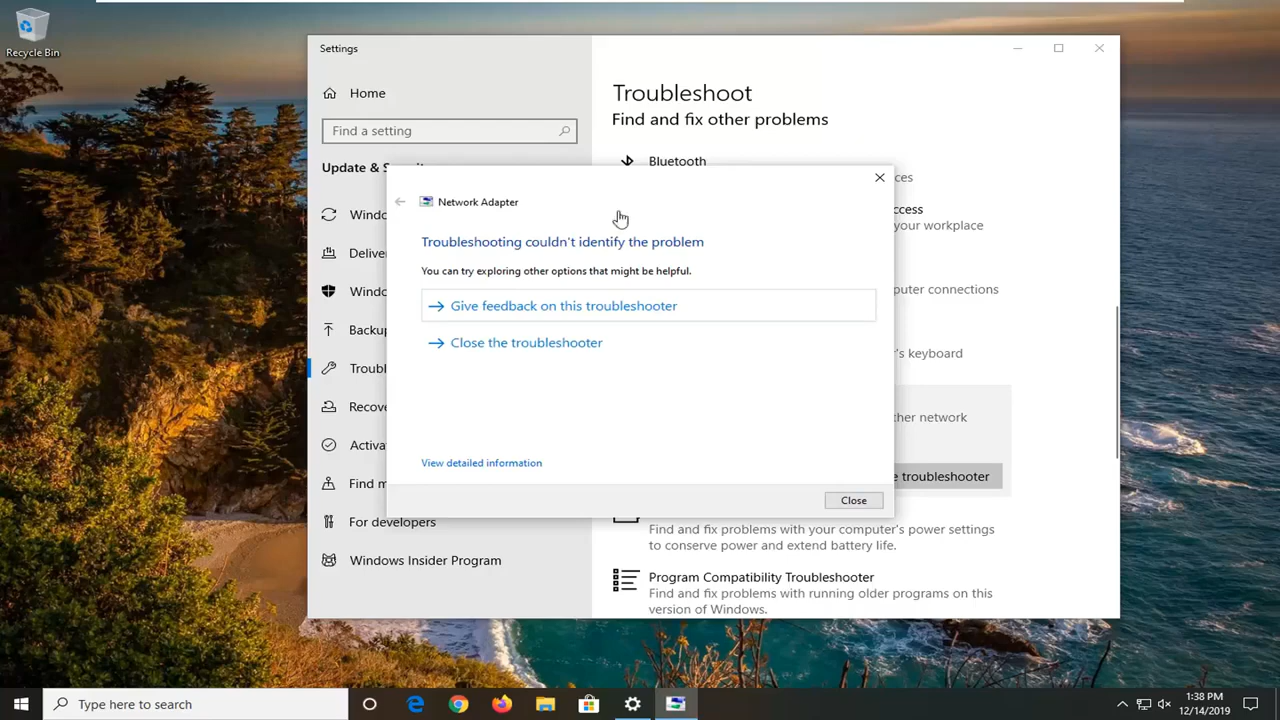 Recycle Bin
Settings
Home
Find a setting
Update & Securit
Windo
Deliver
Windo
Backu
Troubl
Recove
Activa
Find m
For developers
Windows Insider Program
Troubleshoot
Find and fix other problems
Bluetooth
ces
ccess
your workplace
puter connections
r's keyboard
ther network
e troubleshooter
Find and fix problems with your computer's power settings
to conserve power and extend battery life.
Program Compatibility Troubleshooter
Find and fix problems with running older programs on this
version of Windows.
Network Adapter
Troubleshooting couldn't identify the problem
You can try exploring other options that might be helpful.
Give feedback on this troubleshooter
Close the troubleshooter
View detailed information
Close
Type here to search
1:38 PM
12/14/2019